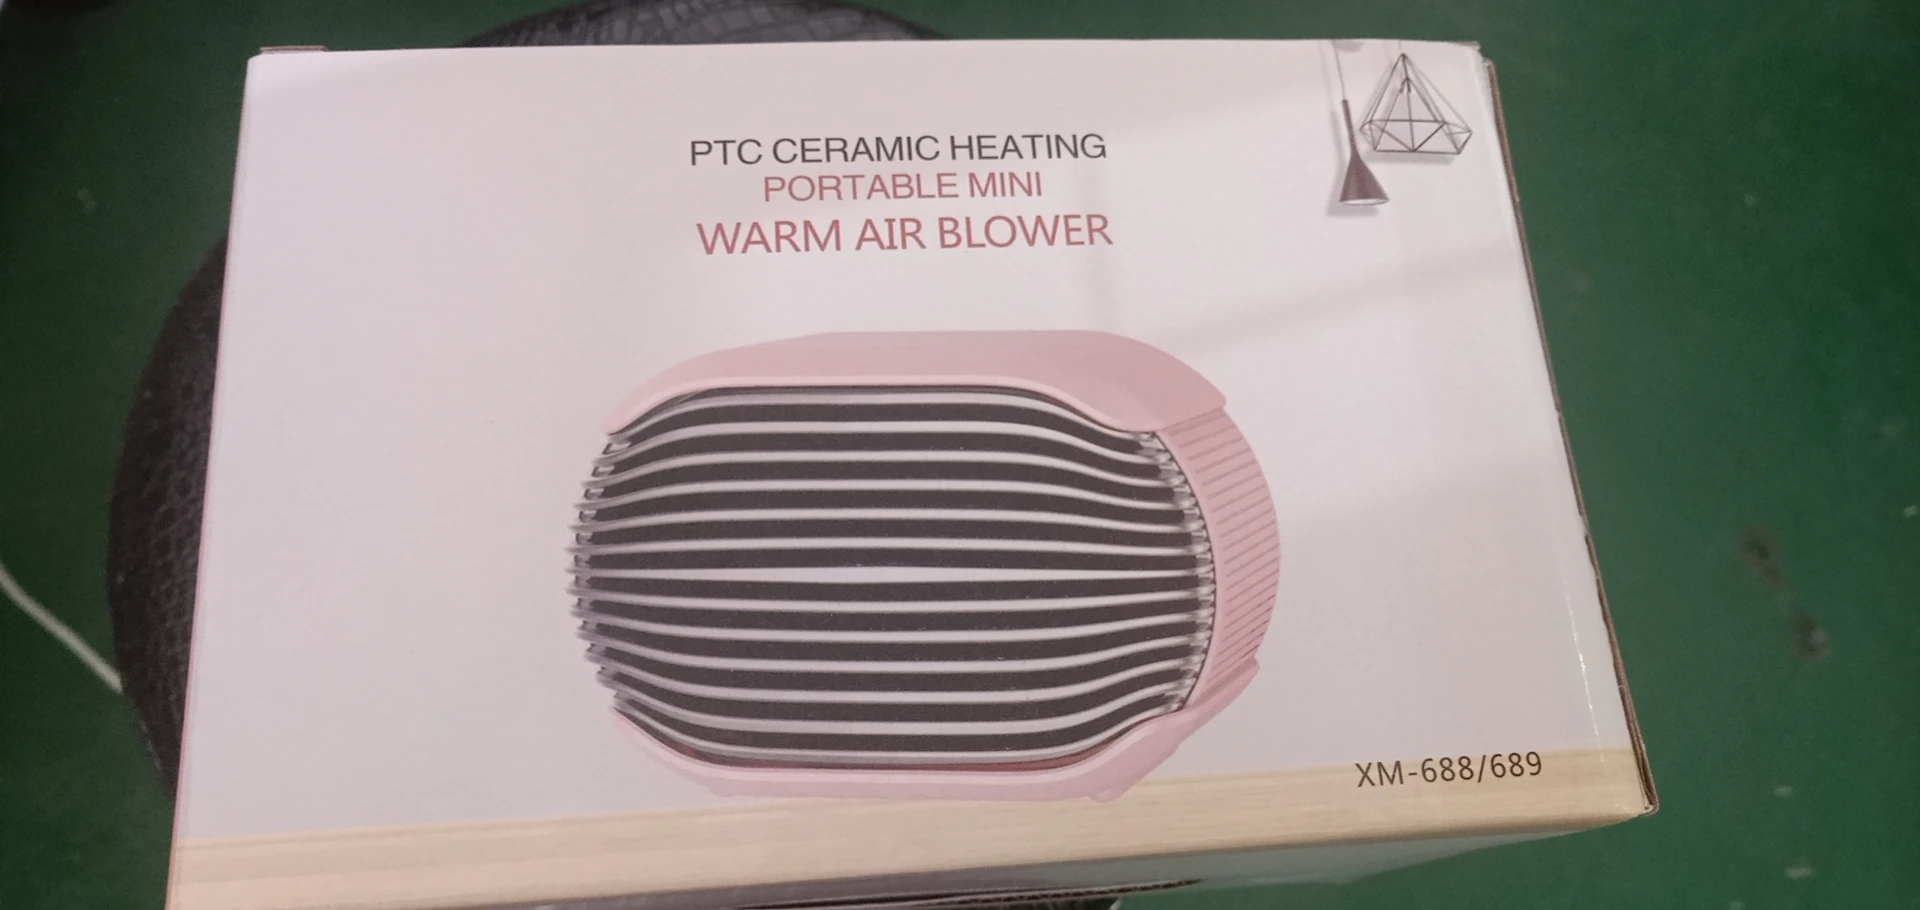 PTC CERAMIC HEATING
PORTABLE MINI
WARM AIR BLOWER
XM-688/689